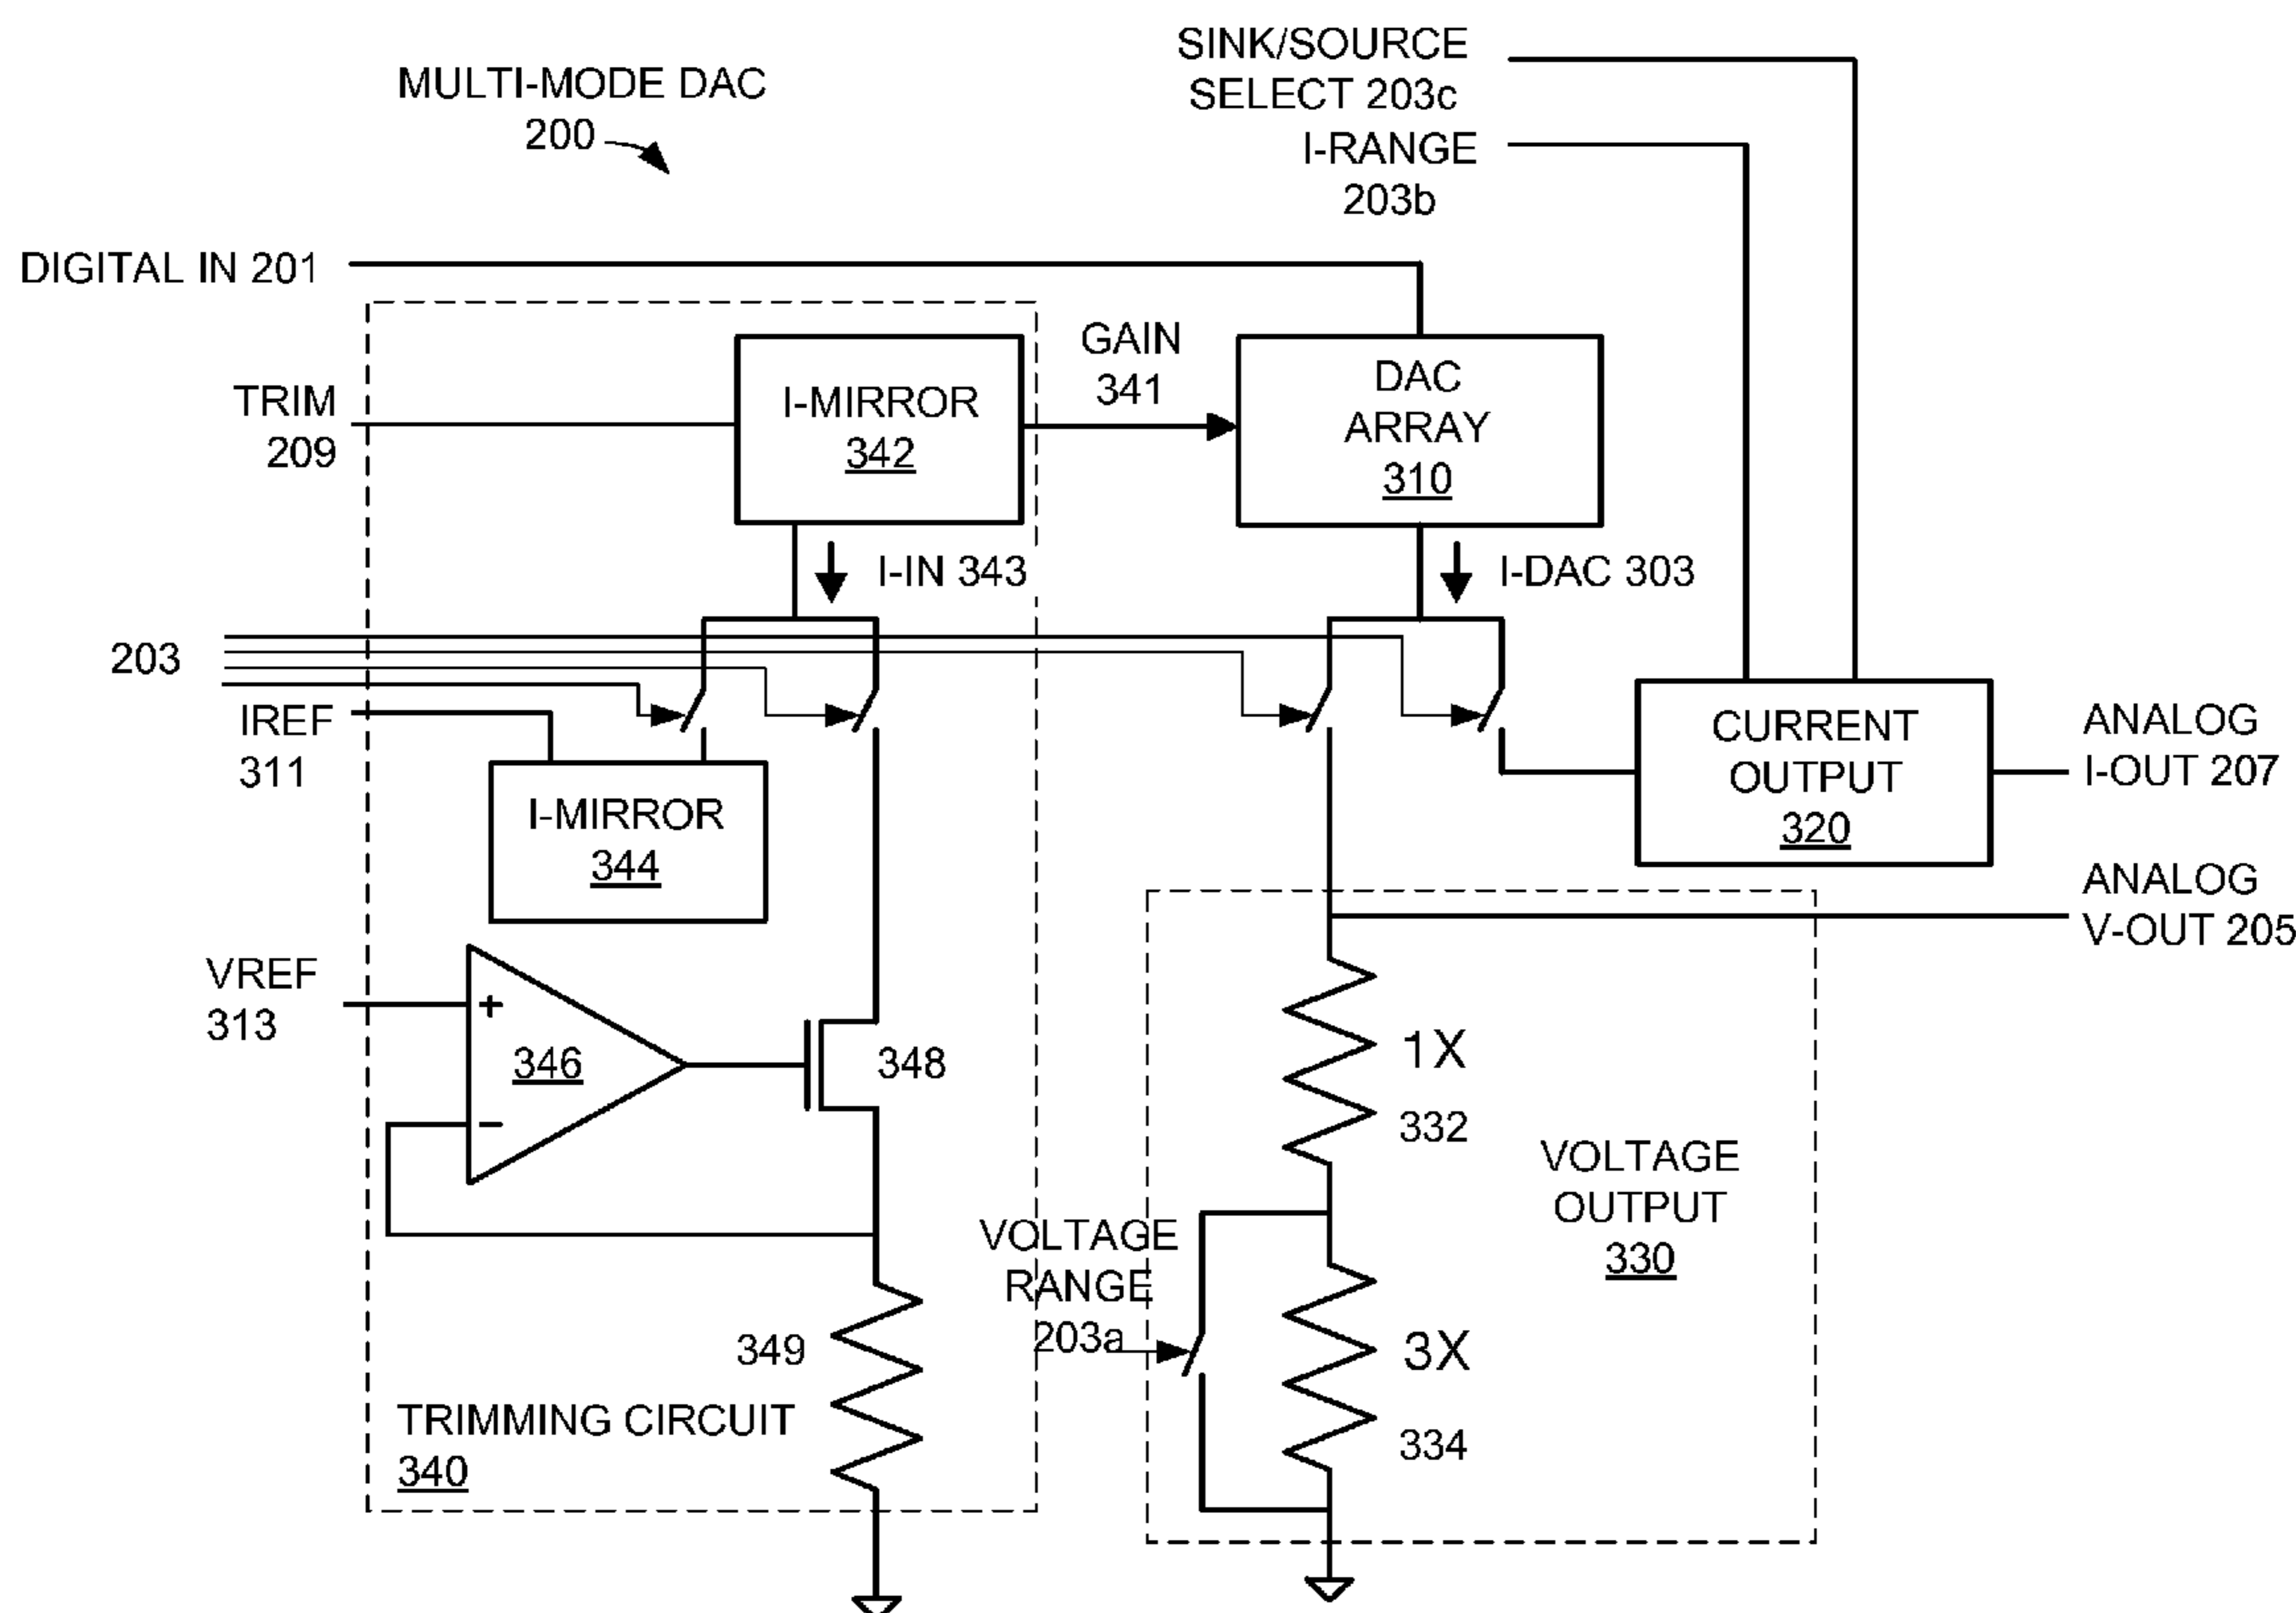 MULTI-MODE DAC
200
SINK/SOURCE
SELECT 203c
I-RANGE
203b
DIGITAL IN 201
TRIM
209
I-MIRROR
342
GAIN
341
DAC
ARRAY
310
I-IN 343
I-DAC 303
203
IREF
311
I-MIRROR
344
CURRENT
OUTPUT
320
ANALOG
I-OUT 207
ANALOG
V-OUT 205
VREF
313
+
346
-
348
1X
332
VOLTAGE
OUTPUT
330
VOLTAGE
RANGE
203a
349
3X
334
TRIMMING CIRCUIT
340